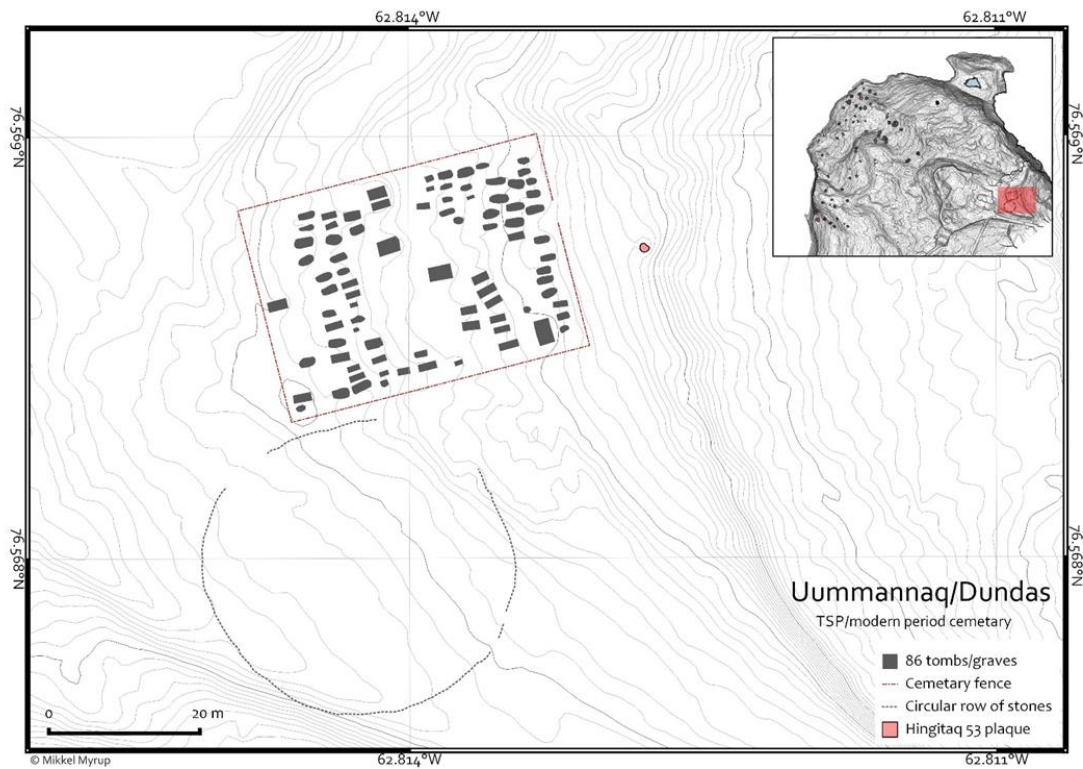 62.814°W
62.811°W
76.569°N
76.569°N
76.568°N
76.568°N
Uummannaq/Dundas
TSP/modern period cemetary
86 tombs/graves
Cemetary fence
Circular row of stones
Hingitaq 53 plaque
0
20 m
© Mikkel Myrup
62.814°W
62.811°W